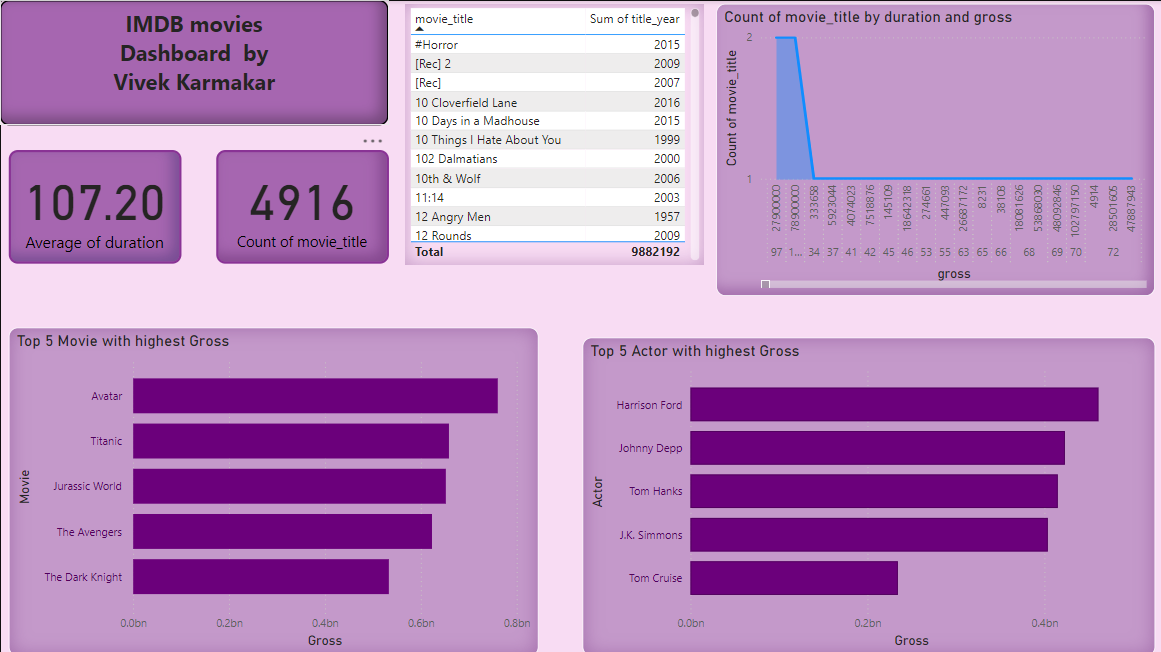 IMDB movies
Dashboard by
Vivek Karmakar
107.20
Average of duration
4916
Count of movie_title
movie_title Sum of title_year
#Horror 2015
[Rec] 2 2009
[Rec] 2007
10 Cloverfield Lane 2016
10 Days in a Madhouse 2015
10 Things I Hate About You 1999
102 Dalmatians 2000
10th & Wolf 2006
11:14 2003
12 Angry Men 1957
12 Rounds 2009
Total 9882192
Count of movie_title by duration and gross
Count of movie_title
2
1
27900000 78900000 333658 5923044 4074023 7518876 145109 18642318 274661 447093 26687172 8231 38108 18081626 53868030 48092846 102797150 4914 28501605 47887943
97 1... 34 37 41 42 45 46 53 55 63 65 66 68 69 70 72
gross
Top 5 Movie with highest Gross
Movie
Avatar
Titanic
Jurassic World
The Avengers
The Dark Knight
0.0bn 0.2bn 0.4bn 0.6bn 0.8bn
Gross
Top 5 Actor with highest Gross
Actor
Harrison Ford
Johnny Depp
Tom Hanks
J.K. Simmons
Tom Cruise
0.0bn 0.2bn 0.4bn
Gross